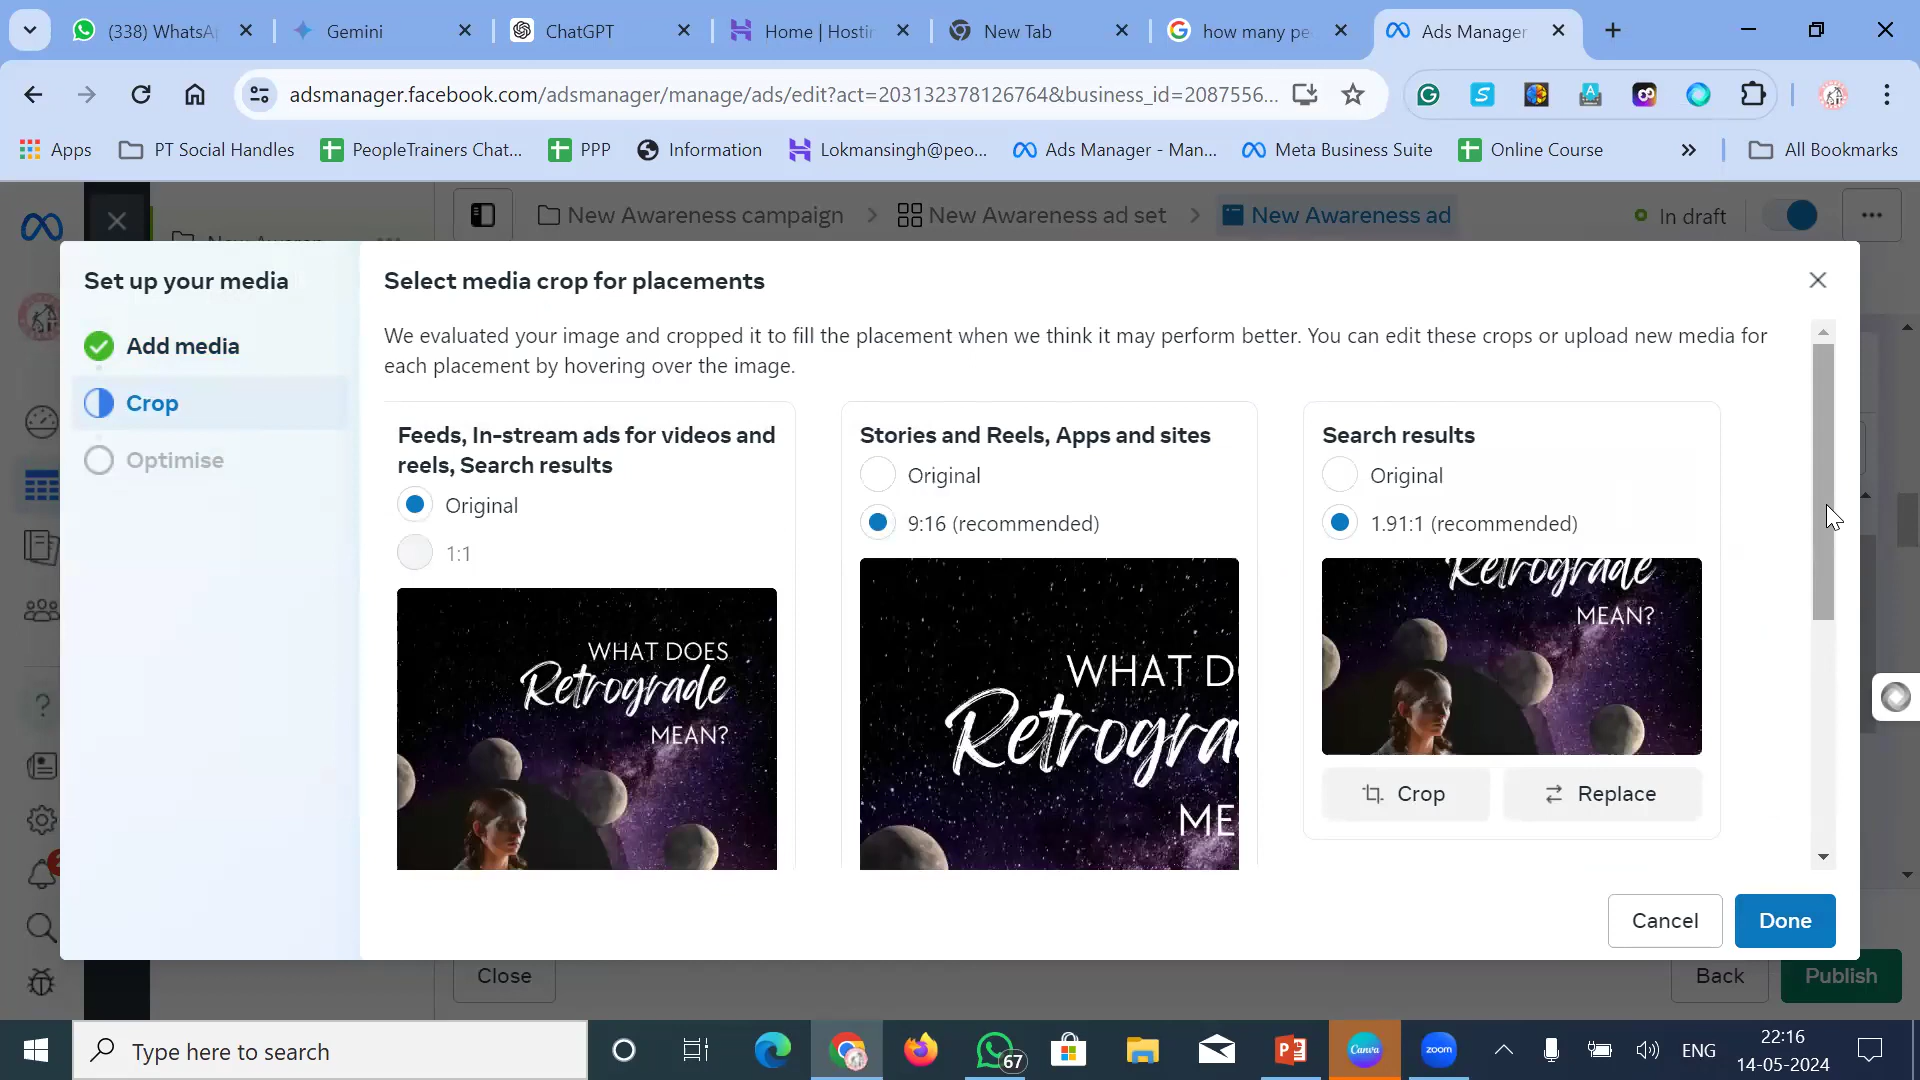 (338) WhatsA
Gemini
ChatGPT
Home | Hostin
New Tab
how many pe
Ads Manager
adsmanager.facebook.com/adsmanager/manage/ads/edit?act=203132378126764&business_id=2087556...
Apps
PT Social Handles
PeopleTrainers Chat...
PPP
Information
Lokmansingh@peo...
Ads Manager - Man...
Meta Business Suite
Online Course
All Bookmarks
New Awareness campaign
New Awareness ad set
New Awareness ad
In draft
Set up your media
Add media
Crop
Optimise
Select media crop for placements
We evaluated your image and cropped it to fill the placement when we think it may perform better. You can edit these crops or upload new media for
each placement by hovering over the image.
Feeds, In-stream ads for videos and
reels, Search results
Original
1:1
WHAT DOES
Retrograde
MEAN?
Stories and Reels, Apps and sites
Original
9:16 (recommended)
WHAT D
Retrogra
ME
Search results
Original
1.91:1 (recommended)
Retrograde
MEAN?
Crop
Replace
Cancel
Done
Close
Back
Publish
Type here to search
67
Canva
zoom
ENG
22:16
14-05-2024